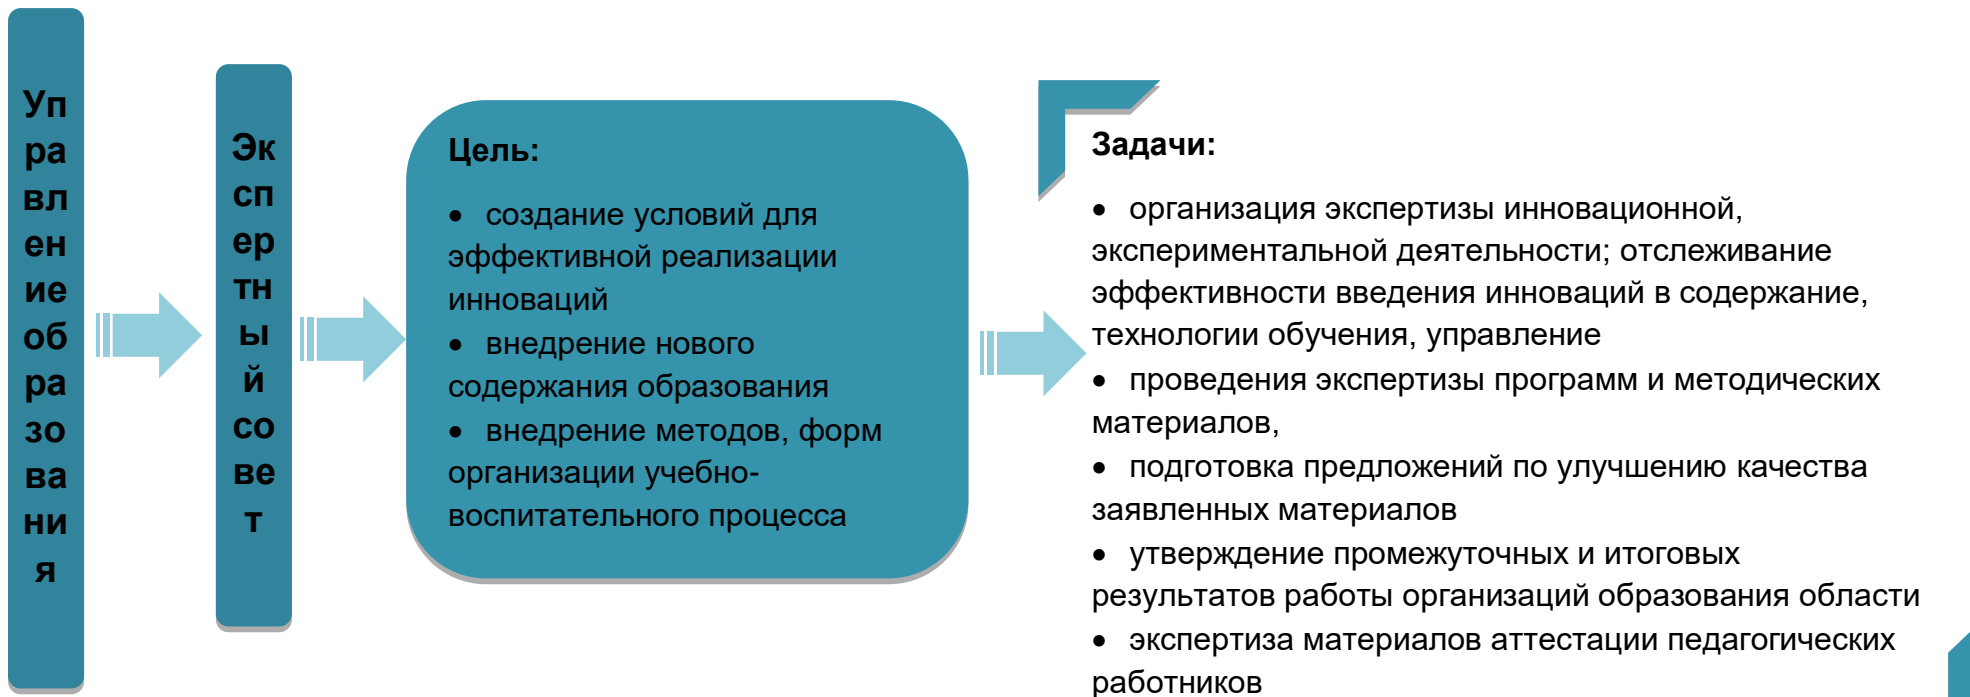 Уп
ра
вл
ен
ие
об
ра
зо
ва
ни
я
Эк
сп
ер
тн
ы
й
со
ве
т
Цель:
• создание условий для
эффективной реализации
инноваций
• внедрение нового
содержания образования
• внедрение методов, форм
организации учебно-
воспитательного процесса
Задачи:
• организация экспертизы инновационной,
экспериментальной деятельности; отслеживание
эффективности введения инноваций в содержание,
технологии обучения, управление
• проведения экспертизы программ и методических
материалов,
• подготовка предложений по улучшению качества
заявленных материалов
• утверждение промежуточных и итоговых
результатов работы организаций образования области
• экспертиза материалов аттестации педагогических
работников